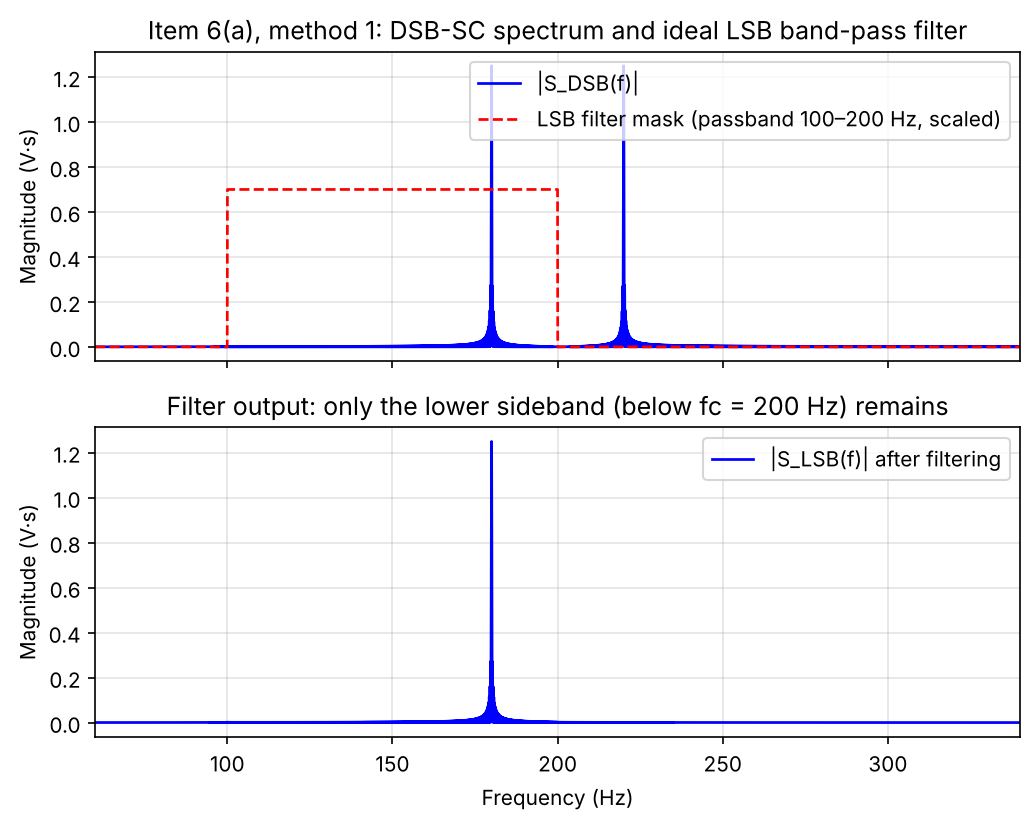 Item 6(a), method 1: DSB-SC spectrum and ideal LSB band-pass filter
Magnitude (V·s)
1.2
1.0
0.8
0.6
0.4
0.2
0.0
|S_DSB(f)|
LSB filter mask (passband 100–200 Hz, scaled)
Filter output: only the lower sideband (below fc = 200 Hz) remains
Magnitude (V·s)
1.2
1.0
0.8
0.6
0.4
0.2
0.0
|S_LSB(f)| after filtering
100 150 200 250 300
Frequency (Hz)